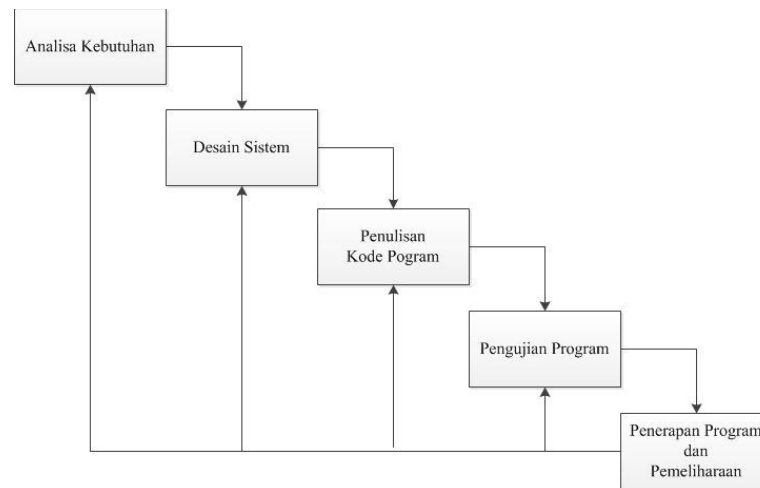 Analisa Kebutuhan
Desain Sistem
Penulisan
Kode Pogram
Pengujian Program
Penerapan Program
dan
Pemeliharaan